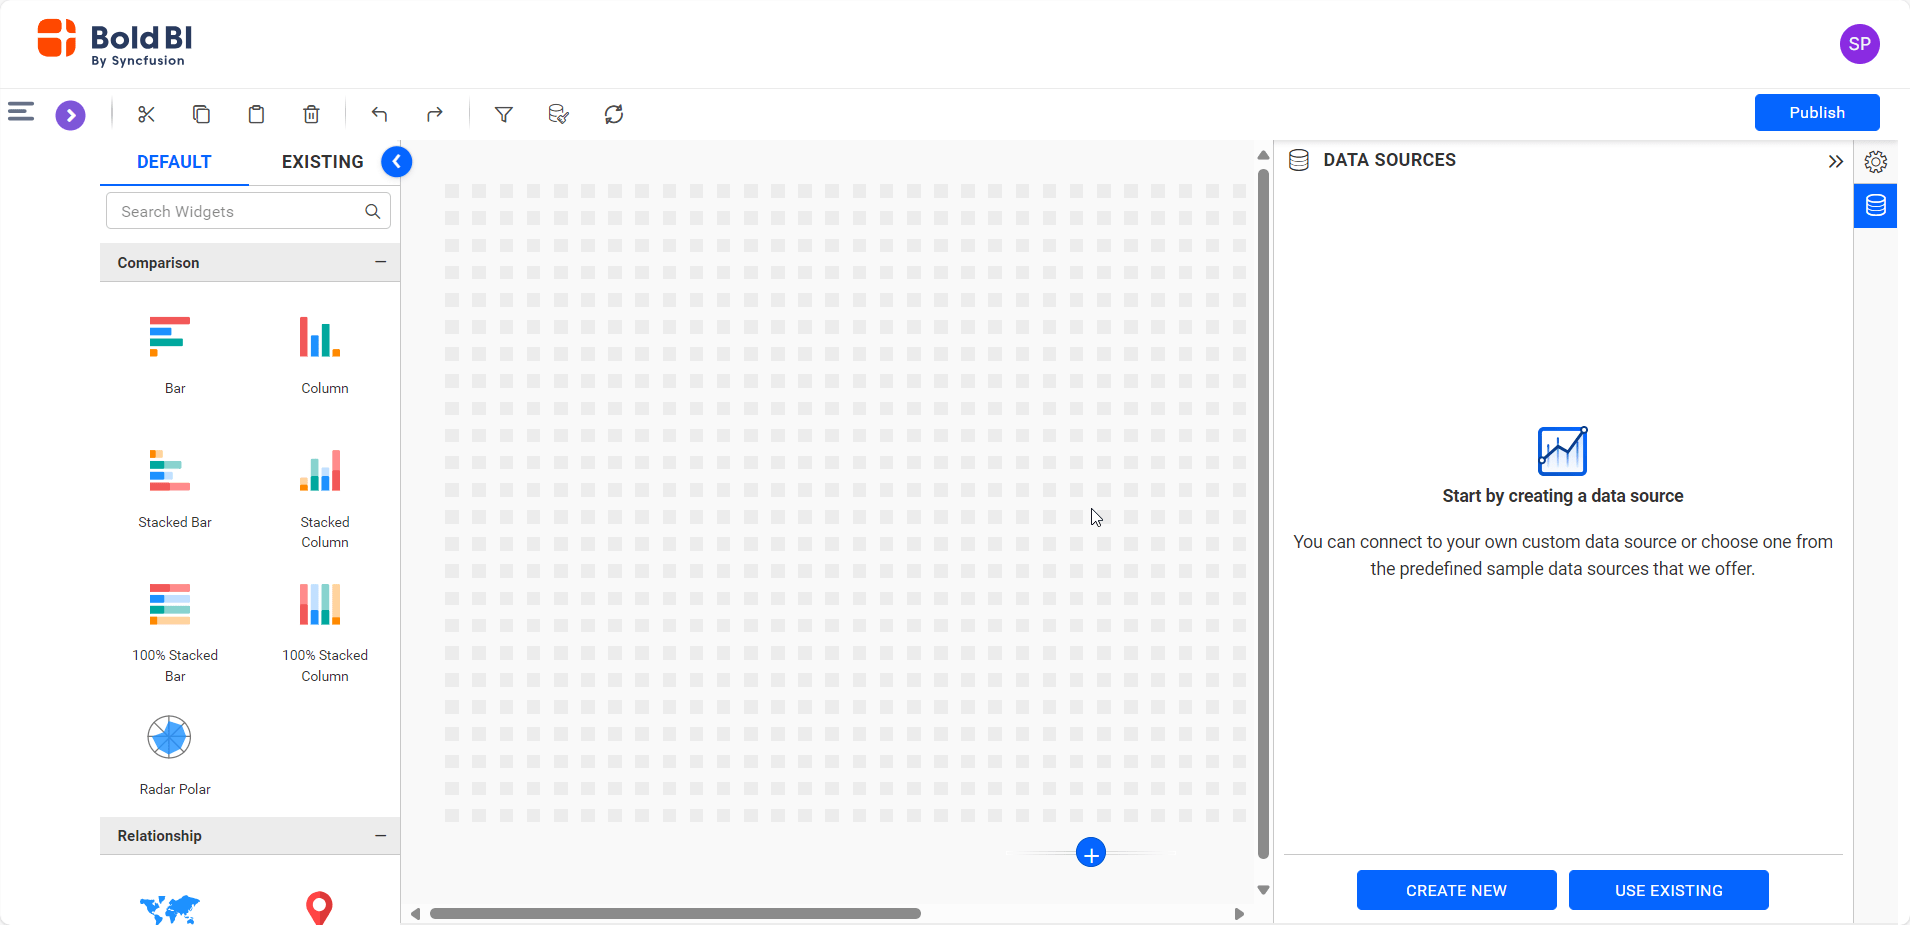 Bold BI
By Syncfusion
SP
Publish
DEFAULT
EXISTING
Search Widgets
Comparison
Bar
Column
Stacked Bar
Stacked
Column
100% Stacked
Bar
100% Stacked
Column
Radar Polar
Relationship
DATA SOURCES
Start by creating a data source
You can connect to your own custom data source or choose one from
the predefined sample data sources that we offer.
CREATE NEW
USE EXISTING